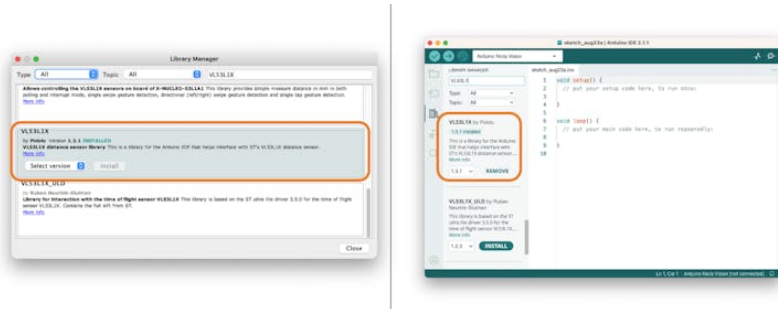 Library Manager
Type All Topic All VL53L1X
Allows controlling the VL53L1X sensors on board of X-NUCLEO-53L1A1 This library provides simple measure distance in mm in both
polling and interrupt mode, single swipe gesture detection, directional (left/right) swipe gesture detection and single tap gesture detection.
More info
VL53L1X
by Pololu Version 1.3.1 INSTALLED
VL53L1X distance sensor library This is a library for the Arduino IDE that helps interface with ST's VL53L1X distance sensor.
More info
Select version Install
VL53L1X_ULD
by Rubén Neurink-Sluiman
Library for interaction with the time of flight sensor VL53L1X This library is based on the ST ultra lite driver 3.5.0 for the time of flight
sensor VL53L1X. Contains the full API from ST.
More info
Close
sketch_aug23a | Arduino IDE 2.1.1
Arduino Nicla Vision
LIBRARY MANAGER
VL53L1X
Type: All
Topic: All
VL53L1X by Pololu
1.3.1 installed
This is a library for the Arduino
IDE that helps interface with
ST's VL53L1X distance sensor...
More info
1.3.1 REMOVE
VL53L1X_ULD by Rubén
Neurink-Sluiman
This library is based on the ST
ultra lite driver 3.5.0 for the
time of flight sensor VL53L1X...
More info
1.2.3 INSTALL
sketch_aug23a.ino
1 void setup() {
2 // put your setup code here, to run once:
3
4 }
5
6 void loop() {
7 // put your main code here, to run repeatedly:
8
9 }
10
Ln 1, Col 1 Arduino Nicla Vision [not connected]